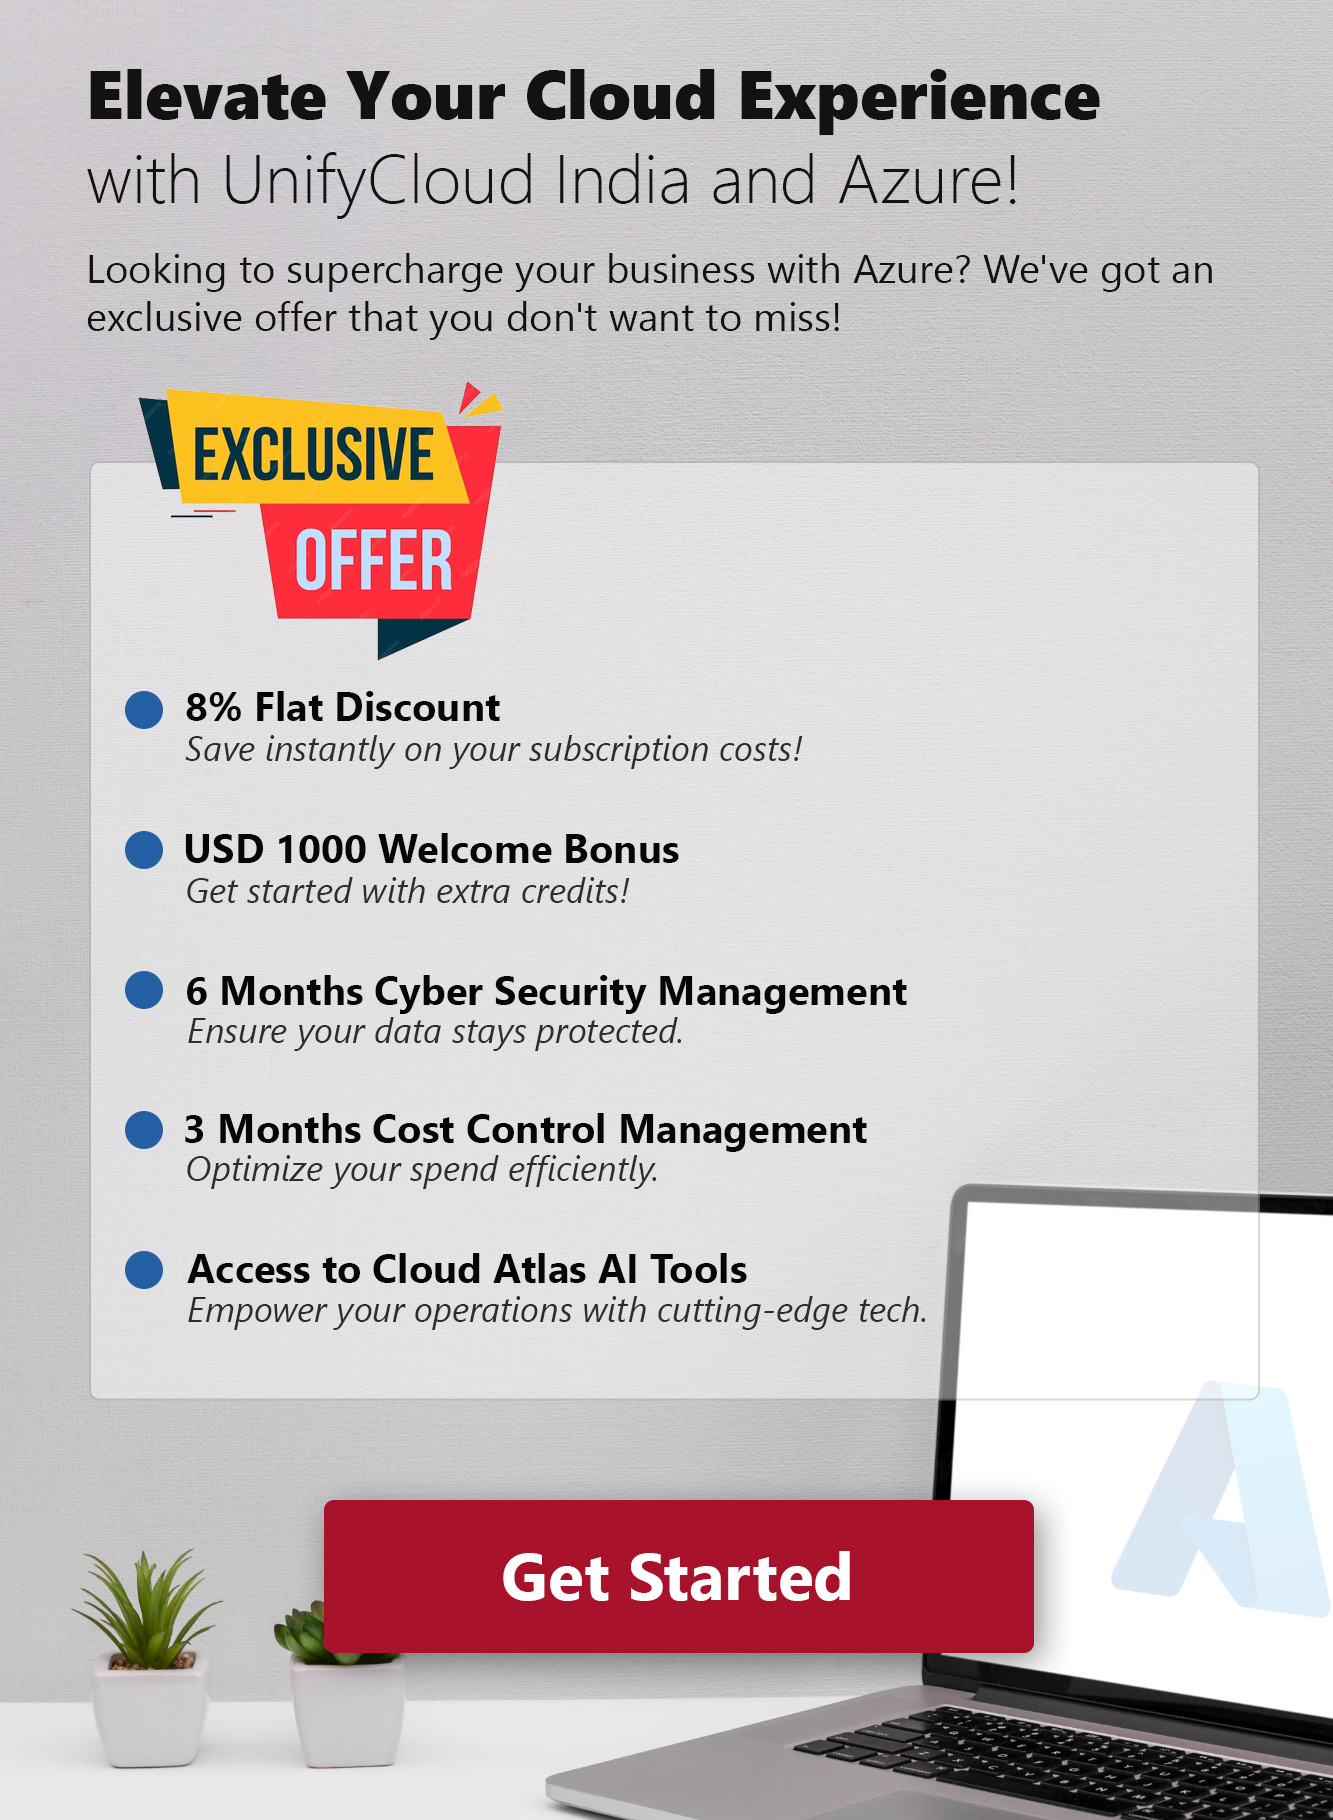 Elevate Your Cloud Experience
with UnifyCloud India and Azure!
Looking to supercharge your business with Azure? We've got an
exclusive offer that you don't want to miss!
EXCLUSIVE
OFFER
8% Flat Discount
Save instantly on your subscription costs!
USD 1000 Welcome Bonus
Get started with extra credits!
6 Months Cyber Security Management
Ensure your data stays protected.
3 Months Cost Control Management
Optimize your spend efficiently.
Access to Cloud Atlas AI Tools
Empower your operations with cutting-edge tech.
Get Started